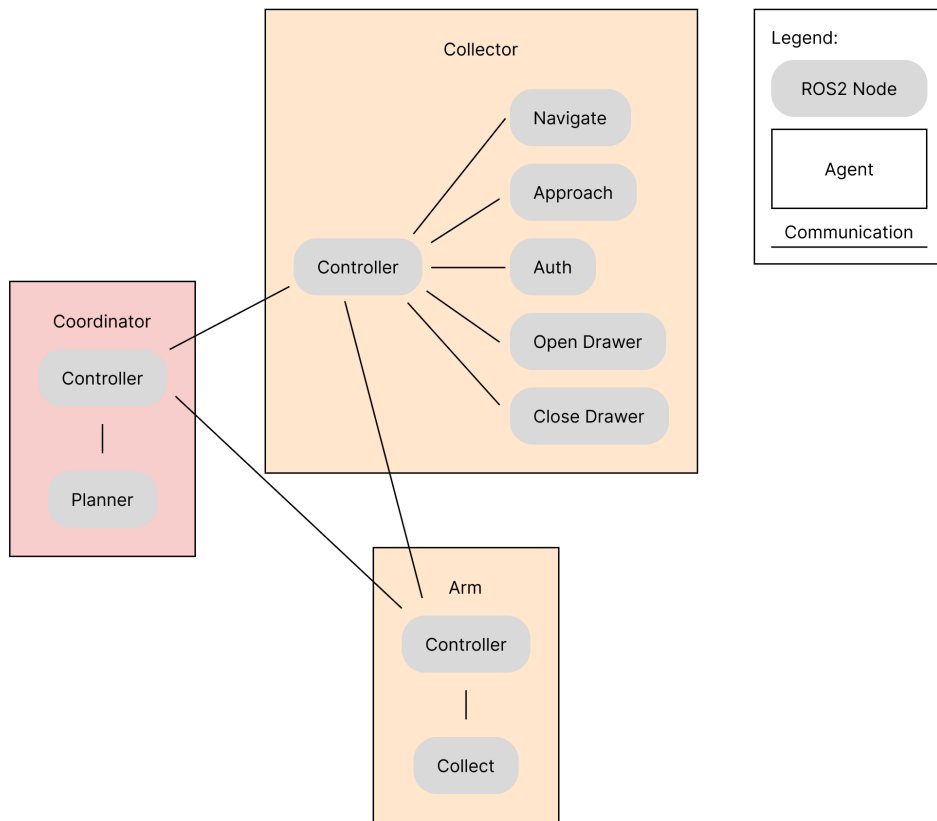 Collector
Navigate
Approach
Auth
Open Drawer
Close Drawer
Controller
Coordinator
Controller
Planner
Arm
Controller
Collect
Legend:
ROS2 Node
Agent
Communication